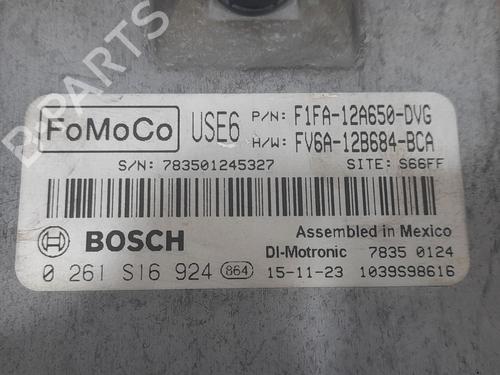 FoMoCo USE6 P/N: F1FA-12A650-DVG
H/W: FV6A-12B684-BCA
S/N: 783501245327 SITE: S66FF
BOSCH Assembled in Mexico
DI-Motronic 7835 0124
0 261 S16 924 864 15-11-23 1039S98616
B-PARTS
B-PARTS